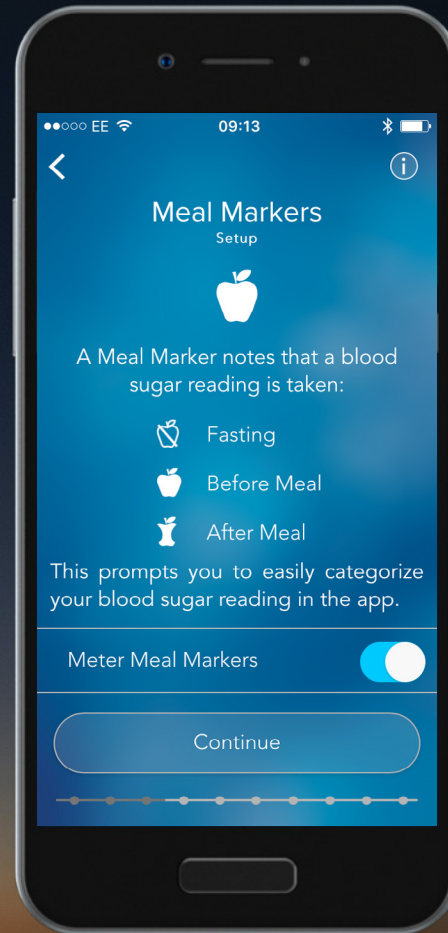 EE 09:13
Meal Markers
Setup
A Meal Marker notes that a blood
sugar reading is taken:
Fasting
Before Meal
After Meal
This prompts you to easily categorize
your blood sugar reading in the app.
Meter Meal Markers
Continue